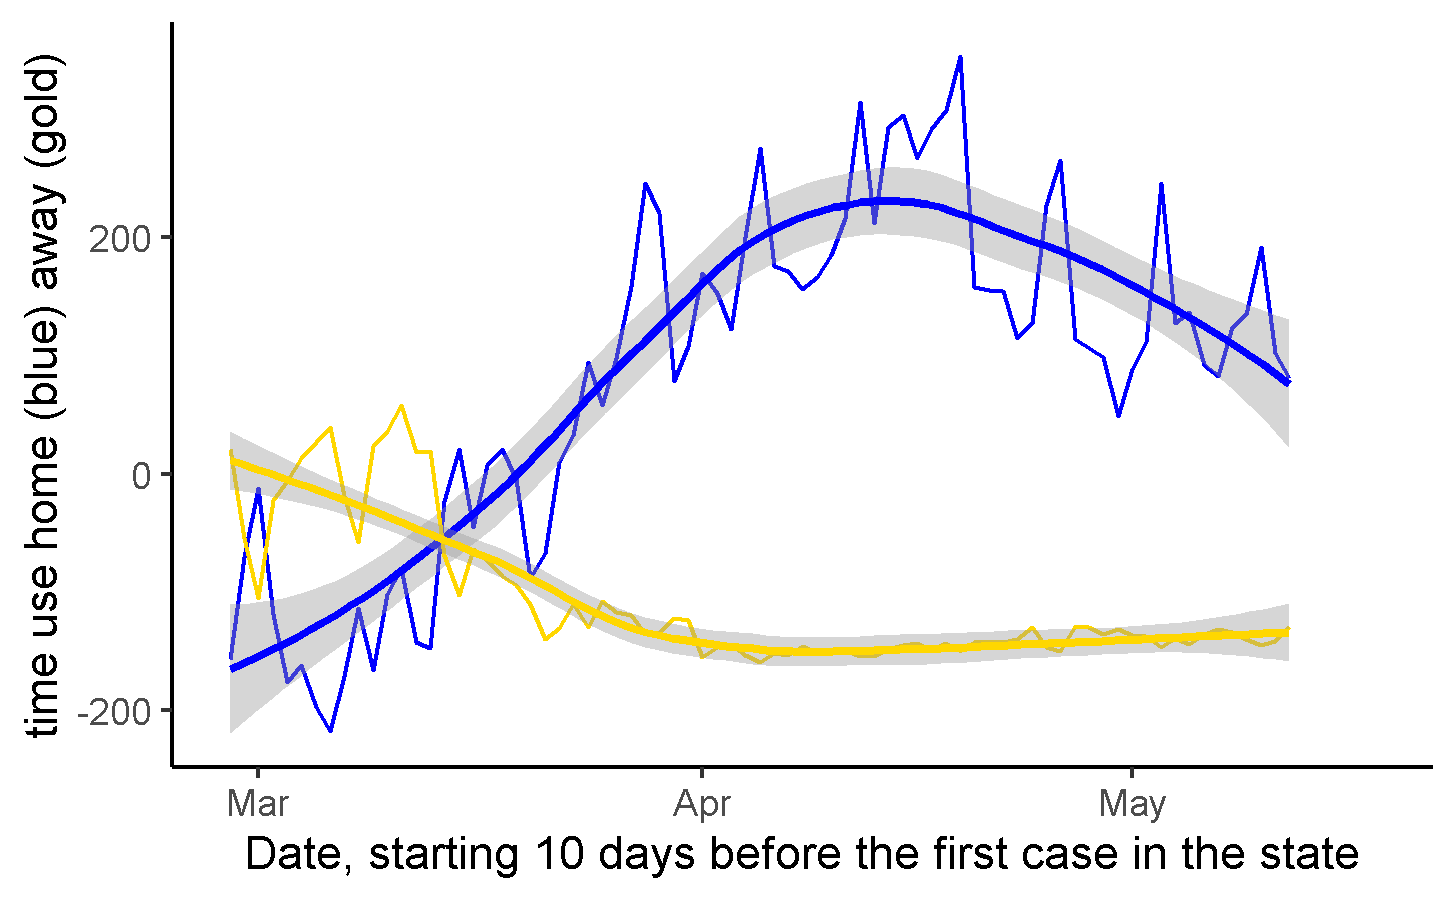 time use home (blue) away (gold)
200
0
-200
Mar Apr May
Date, starting 10 days before the first case in the state